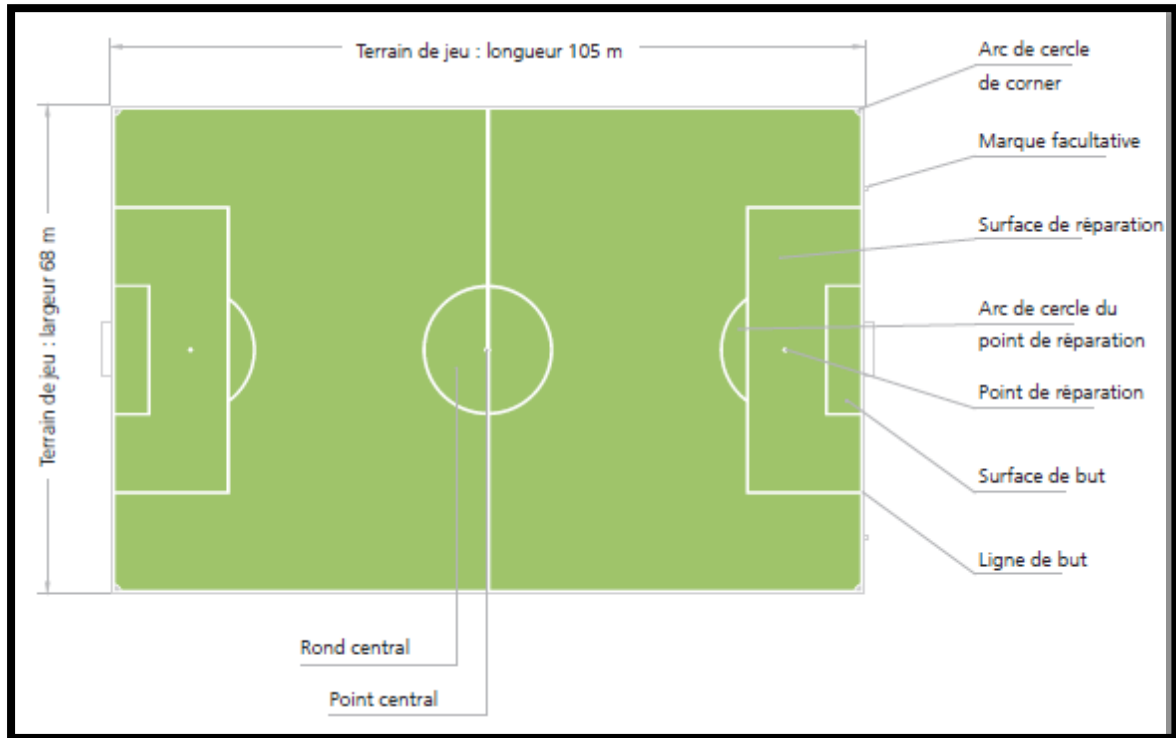 Terrain de jeu : longueur 105 m
Terrain de jeu : largeur 68 m
Arc de cercle
de corner
Marque facultative
Surface de réparation
Arc de cercle du
point de réparation
Point de réparation
Surface de but
Ligne de but
Rond central
Point central